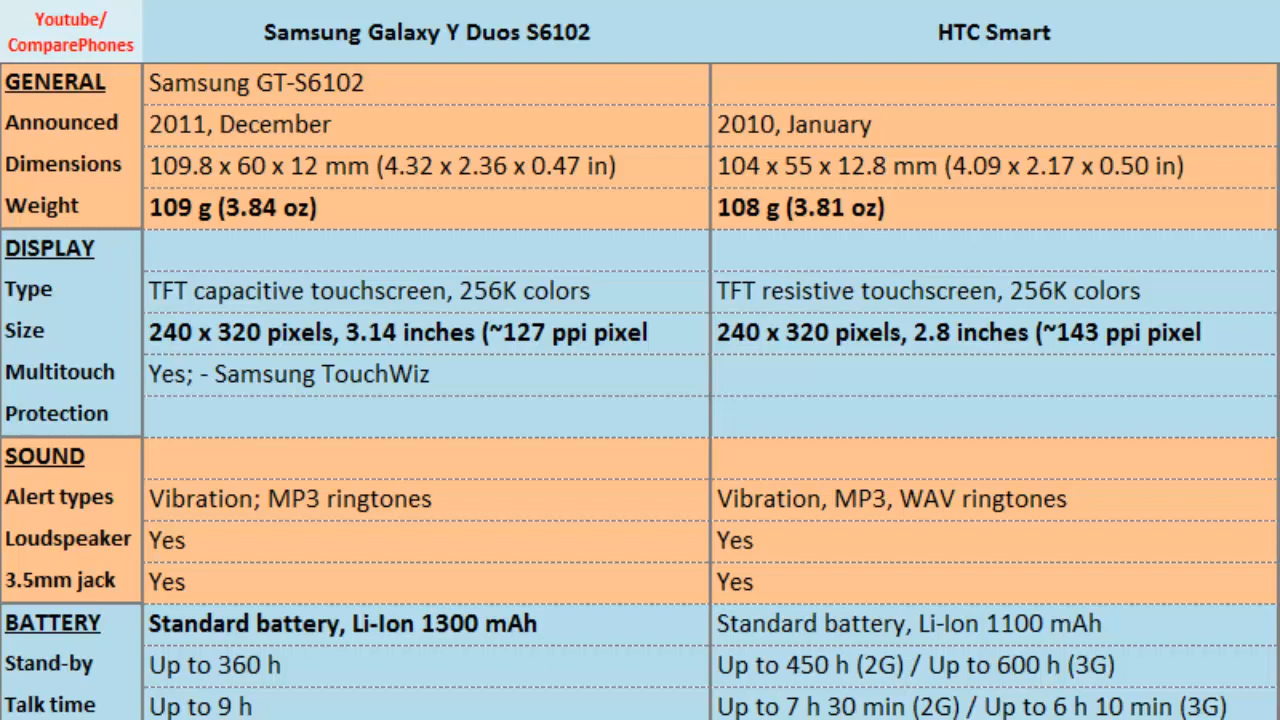 Youtube/
ComparePhones
Samsung Galaxy Y Duos S6102 HTC Smart
GENERAL Samsung GT-S6102
Announced 2011, December 2010, January
Dimensions 109.8 x 60 x 12 mm (4.32 x 2.36 x 0.47 in) 104 x 55 x 12.8 mm (4.09 x 2.17 x 0.50 in)
Weight 109 g (3.84 oz) 108 g (3.81 oz)
DISPLAY
Type TFT capacitive touchscreen, 256K colors TFT resistive touchscreen, 256K colors
Size 240 x 320 pixels, 3.14 inches (~127 ppi pixel 240 x 320 pixels, 2.8 inches (~143 ppi pixel
Multitouch Yes; - Samsung TouchWiz
Protection
SOUND
Alert types Vibration; MP3 ringtones Vibration, MP3, WAV ringtones
Loudspeaker Yes Yes
3.5mm jack Yes Yes
BATTERY Standard battery, Li-Ion 1300 mAh Standard battery, Li-Ion 1100 mAh
Stand-by Up to 360 h Up to 450 h (2G) / Up to 600 h (3G)
Talk time Up to 9 h Up to 7 h 30 min (2G) / Up to 6 h 10 min (3G)